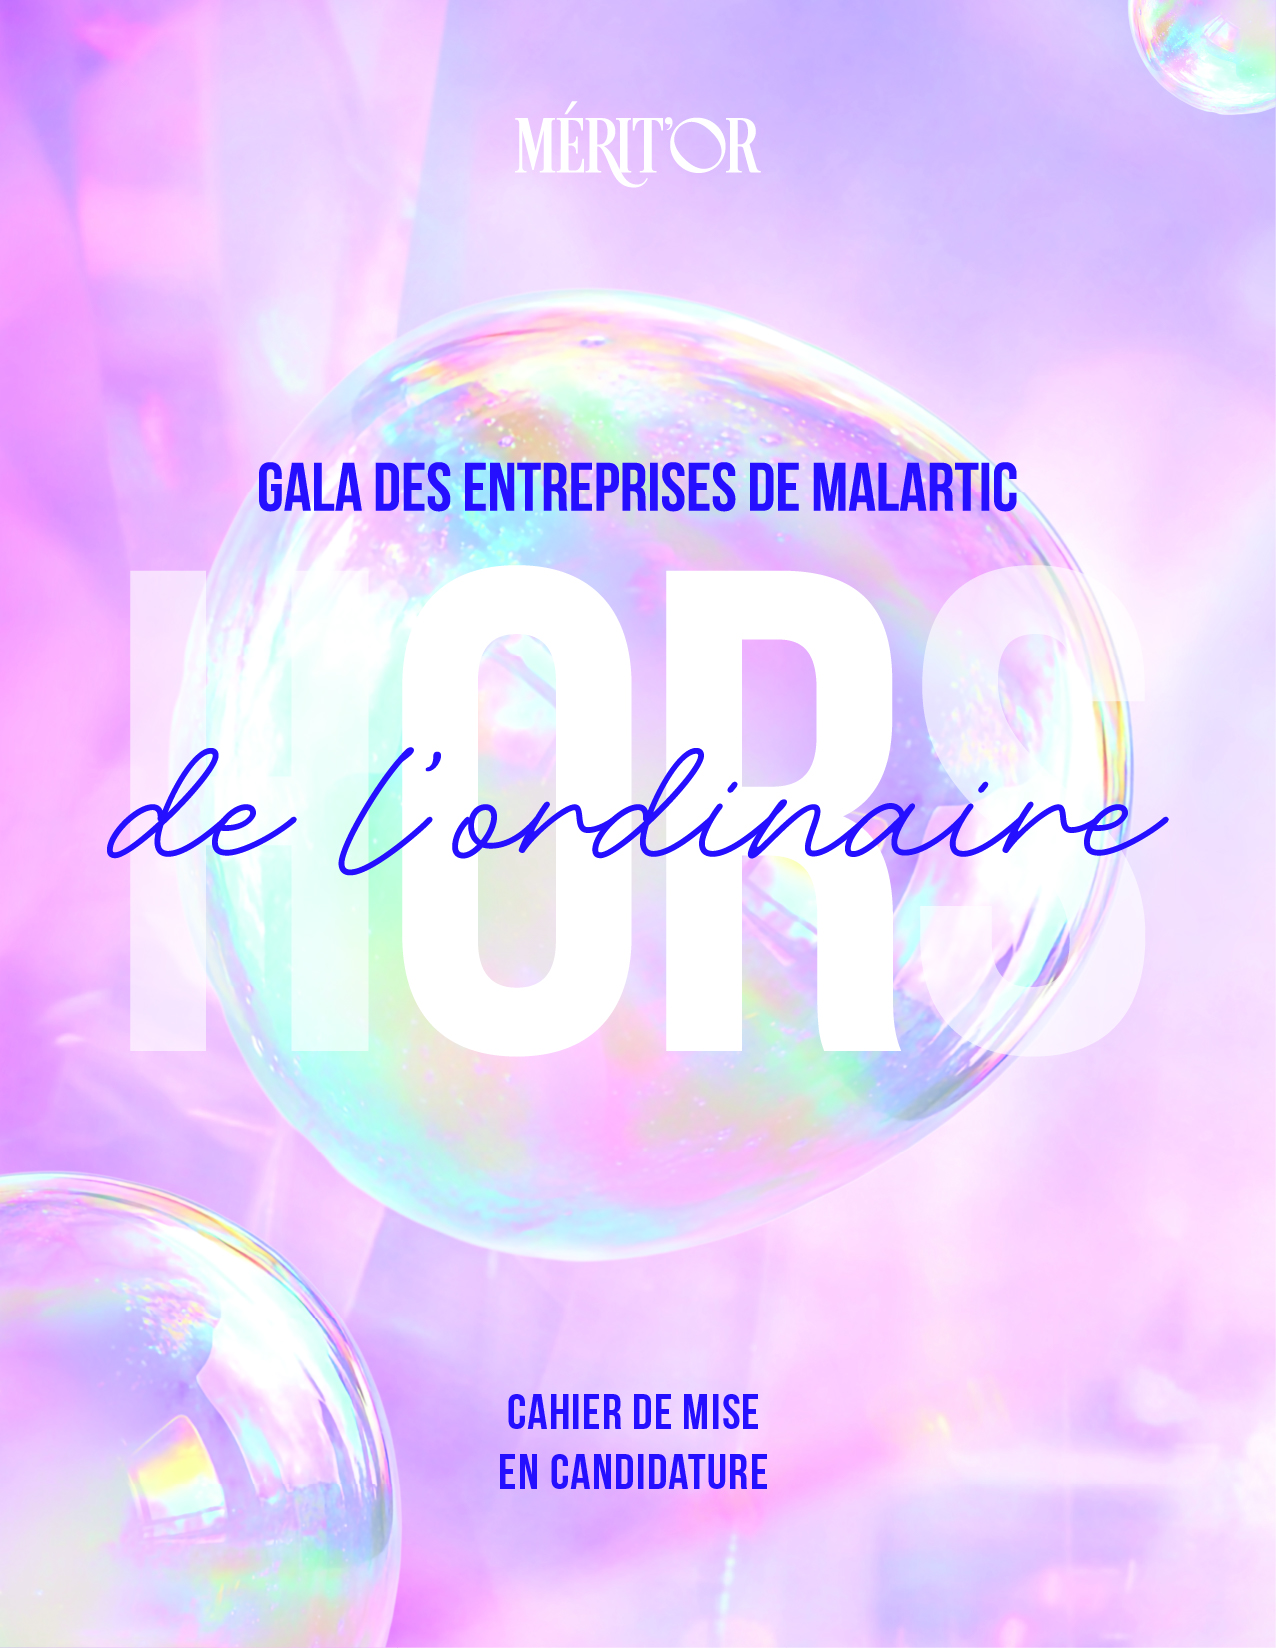 MÉRIT'OR
GALA DES ENTREPRISES DE MALARTIC
HORS
de l'ordinaire
CAHIER DE MISE
EN CANDIDATURE